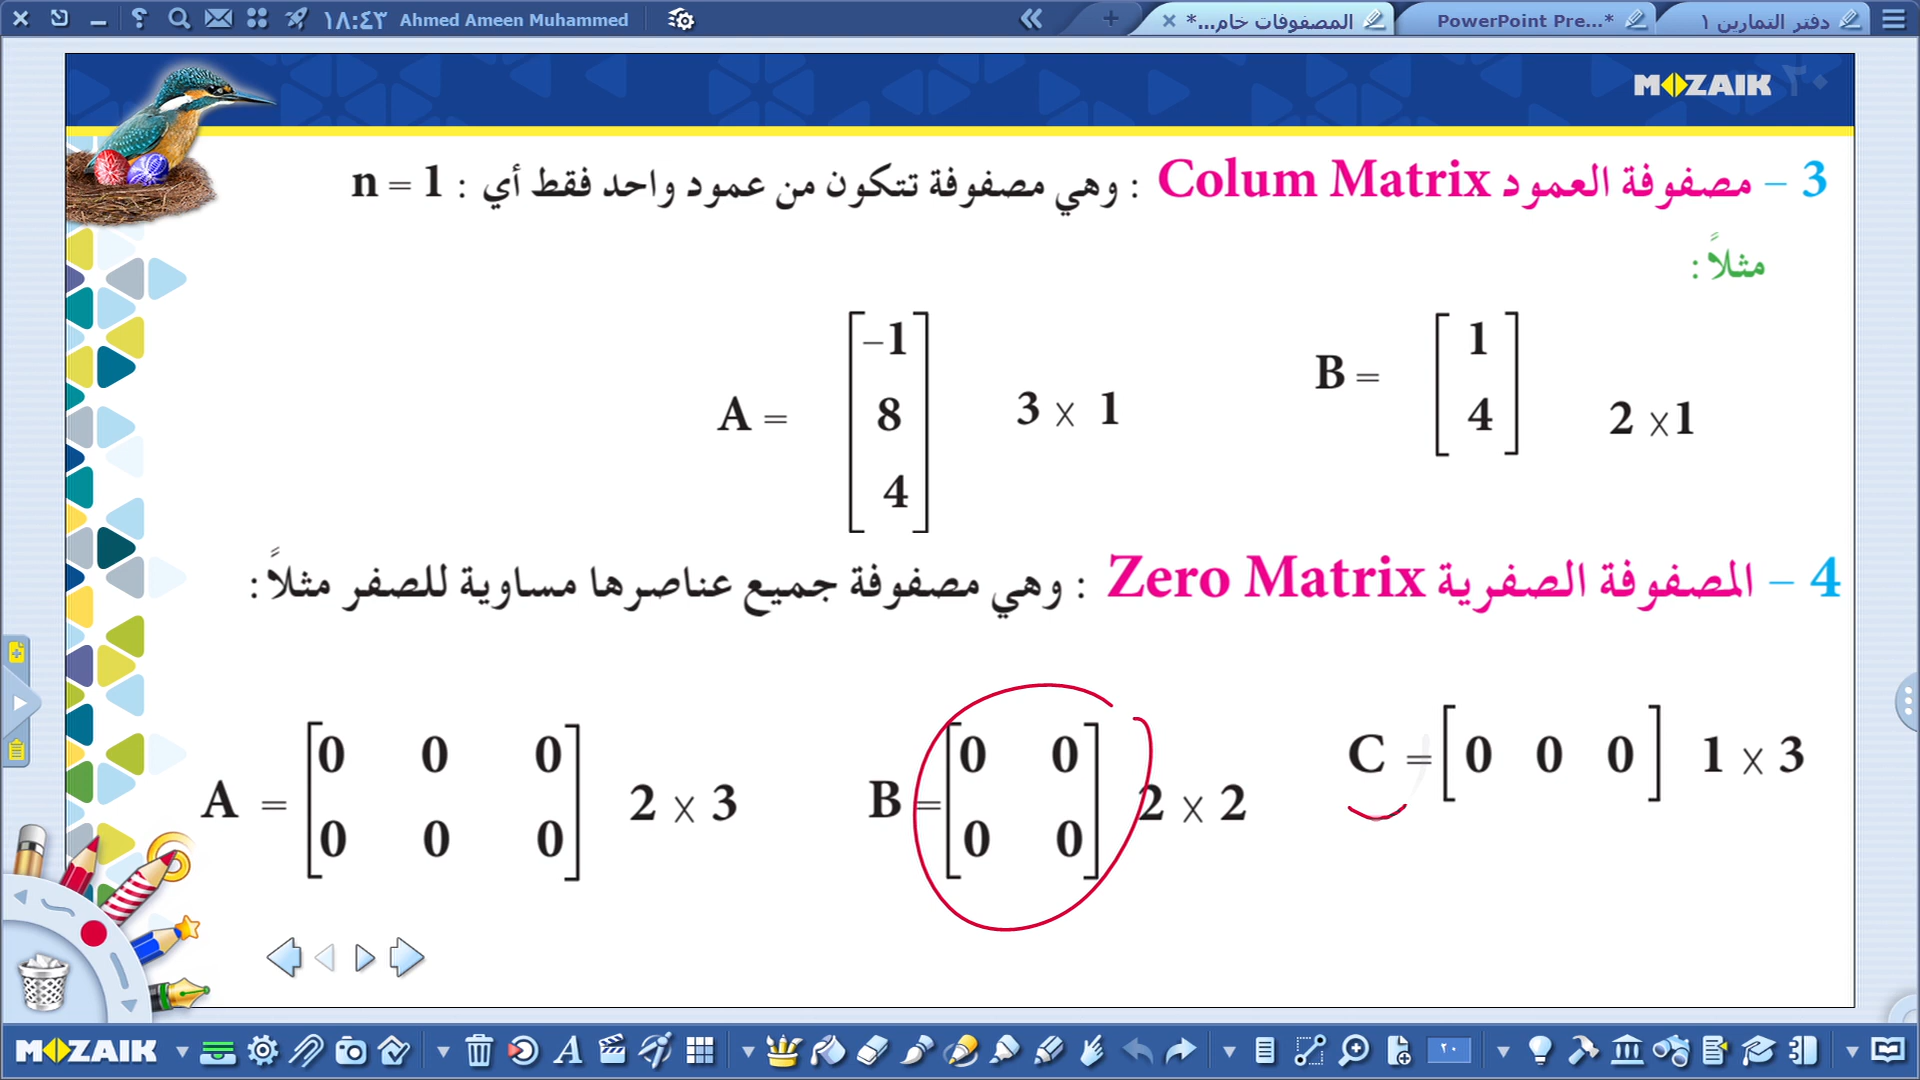 ١٨:٤٣ Ahmed Ameen Muhammed
المصفوفات خام...*
PowerPoint Pre...*
دفتر التمارين ١
MOZAIK ٢٠
3 – مصفوفة العمود Colum Matrix : وهي مصفوفة تتكون من عمود واحد فقط أي : n = 1
مثلاً :
A = [ –1 8 4 ] 3 × 1
B = [ 1 4 ] 2 ×1
4 – المصفوفة الصفرية Zero Matrix : وهي مصفوفة جميع عناصرها مساوية للصفر مثلاً :
A = [ 0 0 0
0 0 0 ] 2 × 3
B = [ 0 0
0 0 ] 2 × 2
C = [ 0 0 0 ] 1 × 3
MOZAIK
٢٠